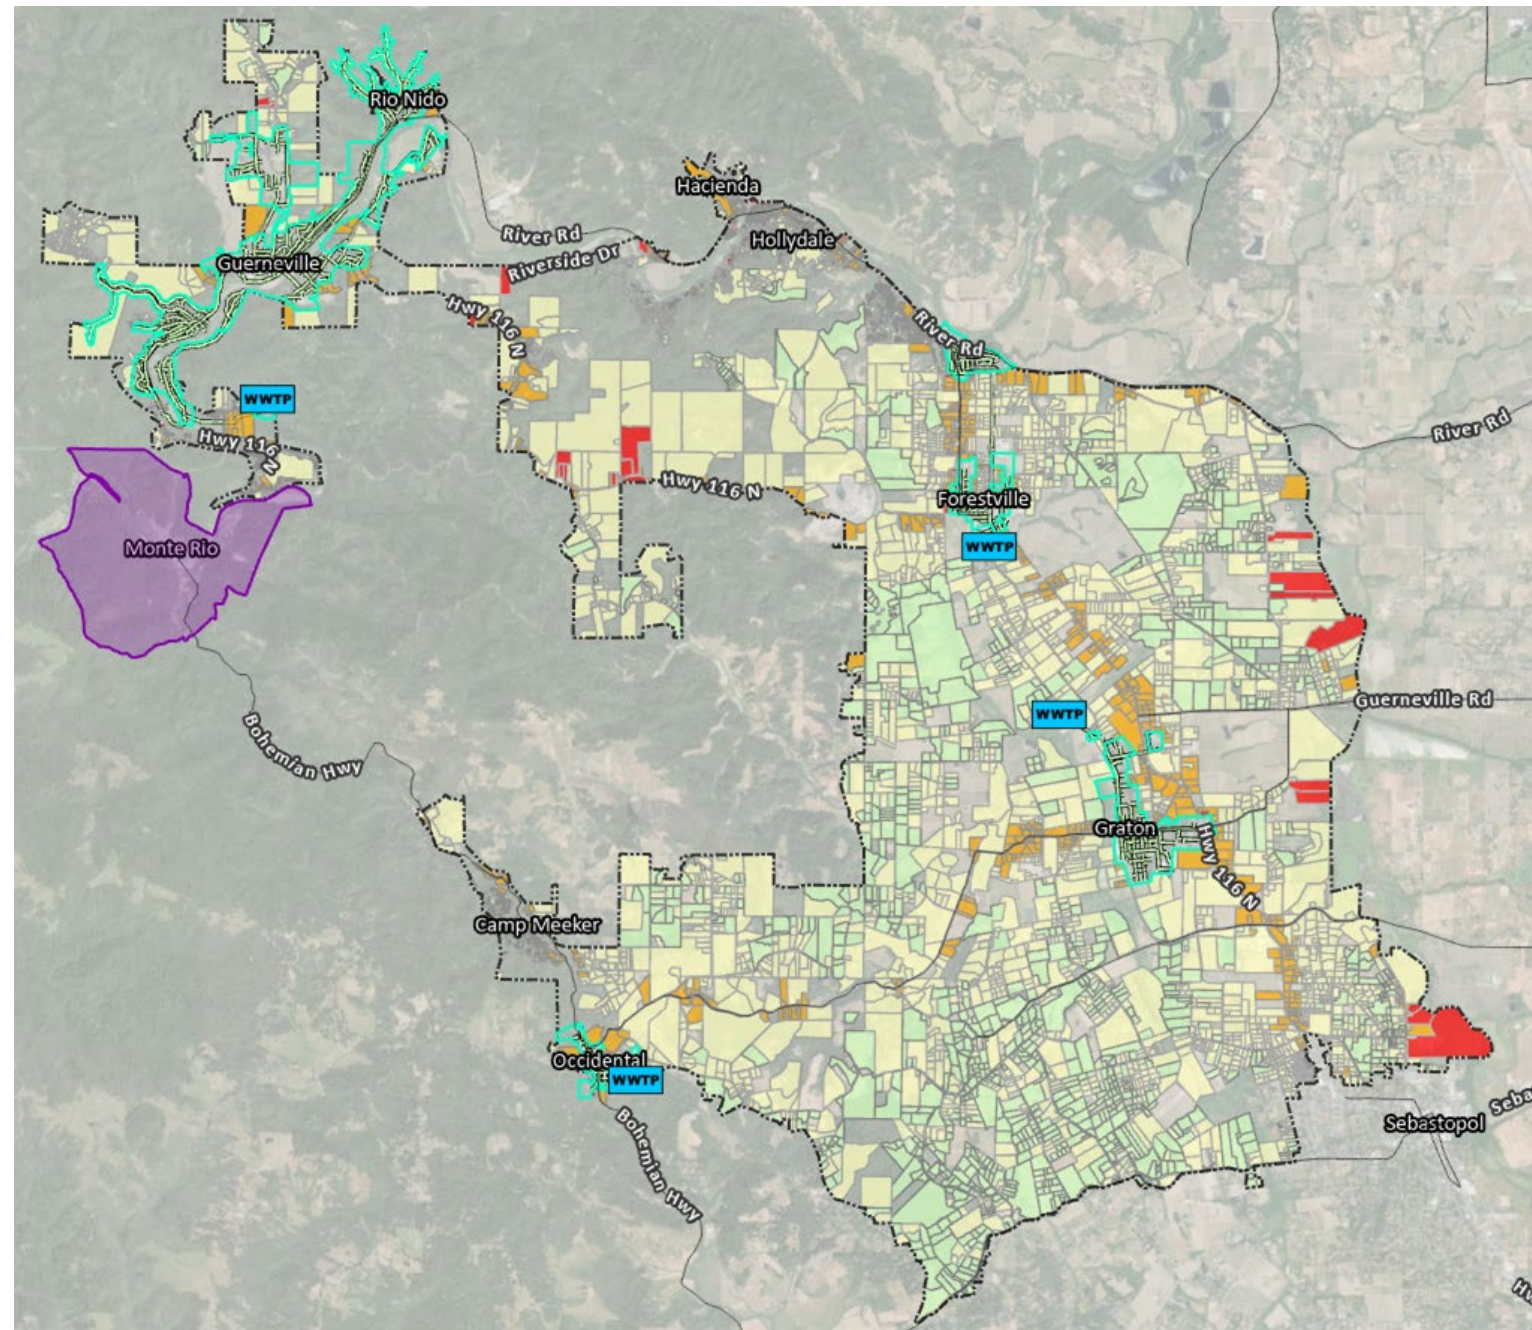 Rio Nido
Hacienda
River Rd
Hollydale
Riverside Dr
Guerneville
Hwy 116 N
River Rd
WWTP
River Rd
Hwy 116 N
Hwy 116 N
Forestville
Monte Rio
WWTP
Guerneville Rd
WWTP
Bohemian Hwy
Graton
Hwy 116 N
Camp Meeker
Occidental
WWTP
Seba
Sebastopol
Bohemian Hwy